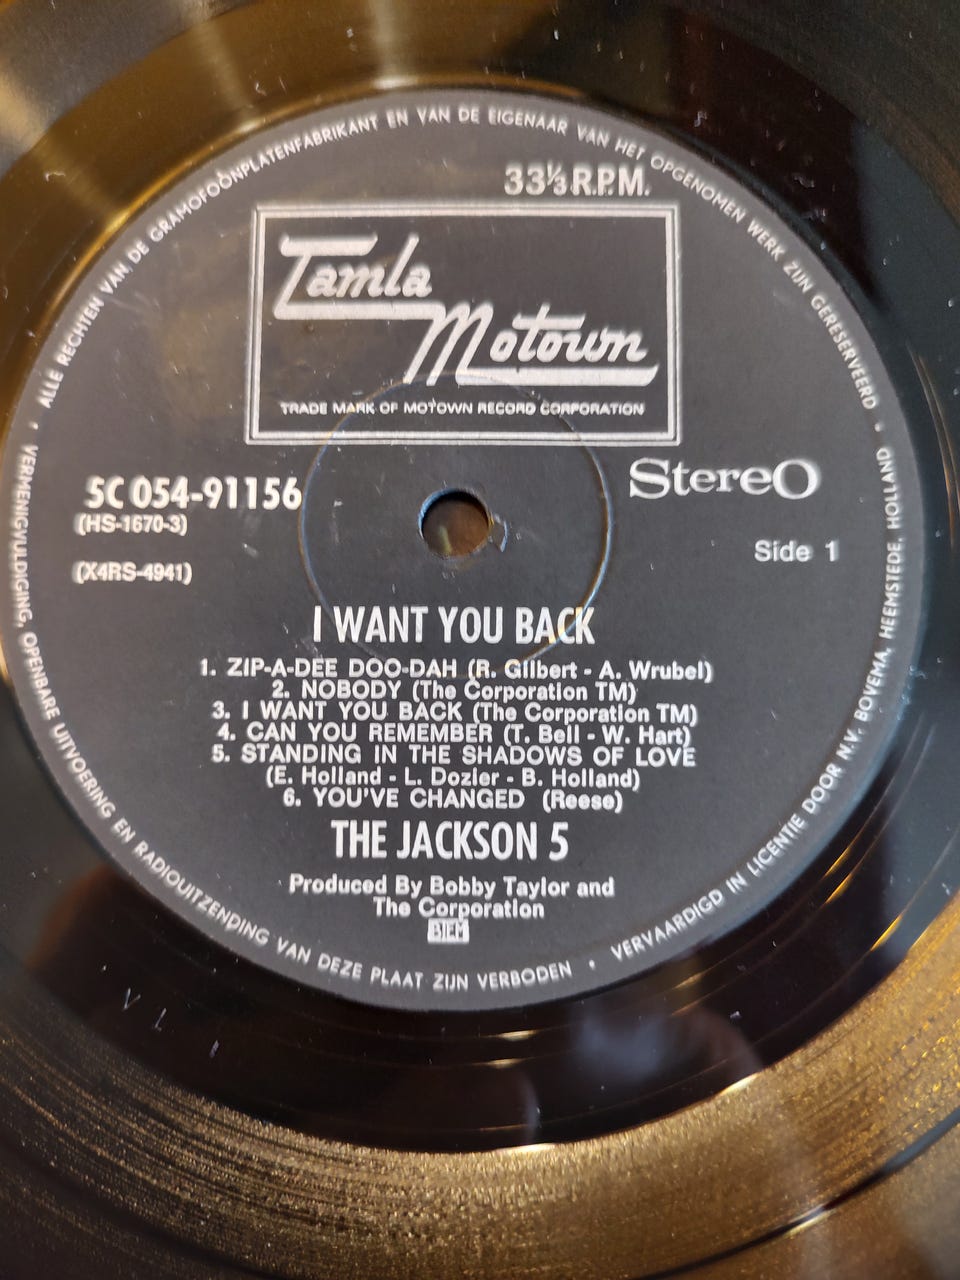 ALLE RECHTEN VAN DE GRAMOFOONPLATENFABRIKANT EN VAN DE EIGENAAR VAN HET OPGENOMEN WERK ZIJN GERESERVEERD •
33⅓ R.P.M.
Tamla
Motown
TRADE MARK OF MOTOWN RECORD CORPORATION
5C 054-91156
(HS-1670-3)
(X4RS-4941)
StereO
Side 1
I WANT YOU BACK
1. ZIP-A-DEE DOO-DAH (R. Gilbert - A. Wrubel)
2. NOBODY (The Corporation TM)
3. I WANT YOU BACK (The Corporation TM)
4. CAN YOU REMEMBER (T. Bell - W. Hart)
5. STANDING IN THE SHADOWS OF LOVE
(E. Holland - L. Dozier - B. Holland)
6. YOU'VE CHANGED (Reese)
THE JACKSON 5
Produced By Bobby Taylor and
The Corporation
BIEM
VERMENIGVULDIGING, OPENBARE UITVOERING EN RADIOUITZENDING VAN DEZE PLAAT ZIJN VERBODEN •
VERVAARDIGD IN LICENTIE DOOR N.V. BOVEMA, HEEMSTEDE, HOLLAND •